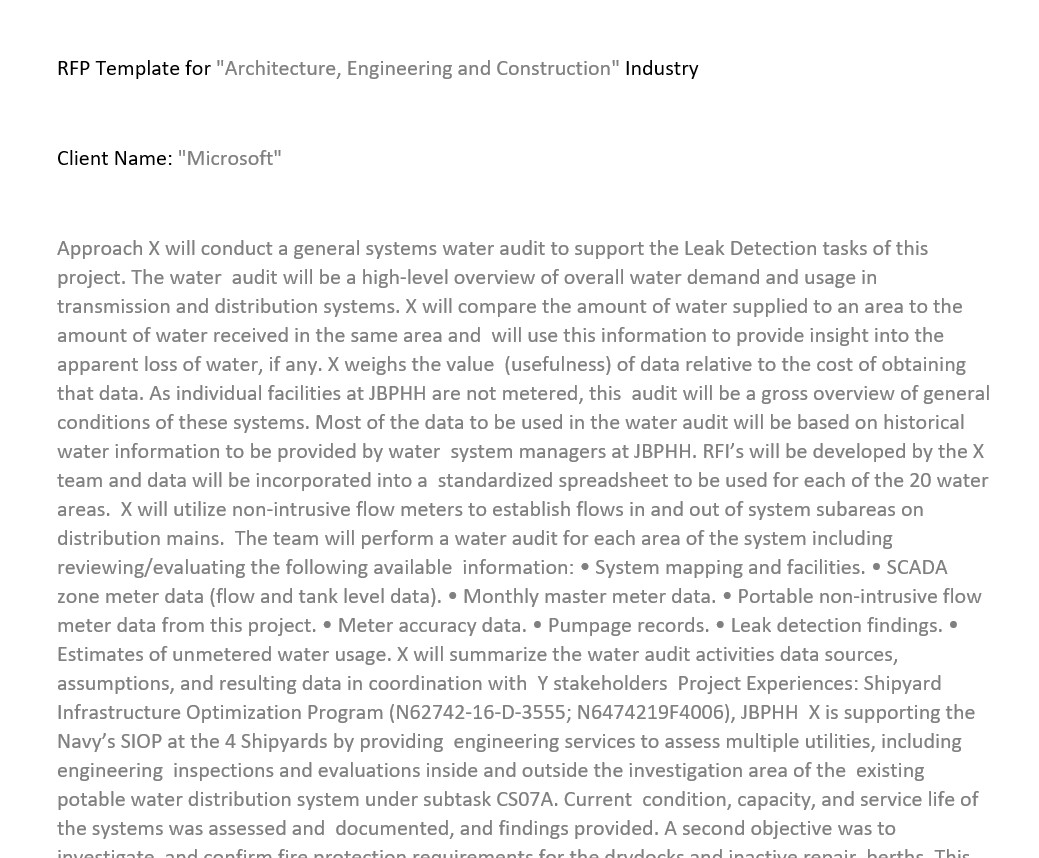 RFP Template for "Architecture, Engineering and Construction" Industry
Client Name: "Microsoft"
Approach X will conduct a general systems water audit to support the Leak Detection tasks of this
project. The water  audit will be a high-level overview of overall water demand and usage in
transmission and distribution systems. X will compare the amount of water supplied to an area to the
amount of water received in the same area and  will use this information to provide insight into the
apparent loss of water, if any. X weighs the value  (usefulness) of data relative to the cost of obtaining
that data. As individual facilities at JBPHH are not metered, this  audit will be a gross overview of general
conditions of these systems. Most of the data to be used in the water audit will be based on historical
water information to be provided by water  system managers at JBPHH. RFI’s will be developed by the X
team and data will be incorporated into a  standardized spreadsheet to be used for each of the 20 water
areas.  X will utilize non-intrusive flow meters to establish flows in and out of system subareas on
distribution mains.  The team will perform a water audit for each area of the system including
reviewing/evaluating the following available  information: • System mapping and facilities. • SCADA
zone meter data (flow and tank level data). • Monthly master meter data. • Portable non-intrusive flow
meter data from this project. • Meter accuracy data. • Pumpage records. • Leak detection findings. •
Estimates of unmetered water usage. X will summarize the water audit activities data sources,
assumptions, and resulting data in coordination with  Y stakeholders  Project Experiences: Shipyard
Infrastructure Optimization Program (N62742-16-D-3555; N6474219F4006), JBPHH  X is supporting the
Navy’s SIOP at the 4 Shipyards by providing  engineering services to assess multiple utilities, including
engineering  inspections and evaluations inside and outside the investigation area of the  existing
potable water distribution system under subtask CS07A. Current  condition, capacity, and service life of
the systems was assessed and  documented, and findings provided. A second objective was to
investigate  and confirm fire protection requirements for the drydocks and inactive repair  berths. This